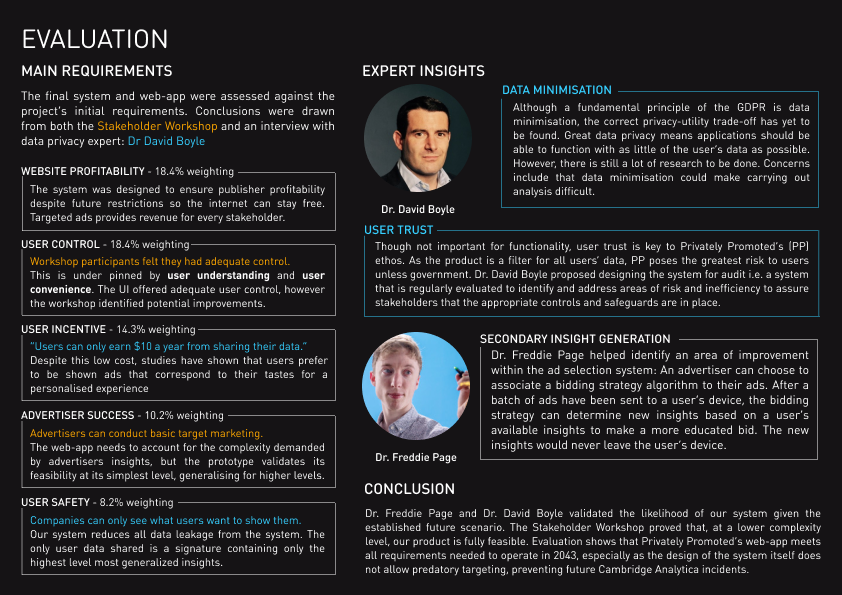 EVALUATION
MAIN REQUIREMENTS
The final system and web-app were assessed against the
project's initial requirements. Conclusions were drawn
from both the Stakeholder Workshop and an interview with
data privacy expert: Dr David Boyle
WEBSITE PROFITABILITY - 18.4% weighting
The system was designed to ensure publisher profitability
despite future restrictions so the internet can stay free.
Targeted ads provides revenue for every stakeholder.
USER CONTROL - 18.4% weighting
Workshop participants felt they had adequate control.
This is under pinned by user understanding and user
convenience. The UI offered adequate user control, however
the workshop identified potential improvements.
USER INCENTIVE - 14.3% weighting
"Users can only earn $10 a year from sharing their data."
Despite this low cost, studies have shown that users prefer
to be shown ads that correspond to their tastes for a
personalised experience
ADVERTISER SUCCESS - 10.2% weighting
Advertisers can conduct basic target marketing.
The web-app needs to account for the complexity demanded
by advertisers insights, but the prototype validates its
feasibility at its simplest level, generalising for higher levels.
USER SAFETY - 8.2% weighting
Companies can only see what users want to show them.
Our system reduces all data leakage from the system. The
only user data shared is a signature containing only the
highest level most generalized insights.
EXPERT INSIGHTS
DATA MINIMISATION
Although a fundamental principle of the GDPR is data
minimisation, the correct privacy-utility trade-off has yet to
be found. Great data privacy means applications should be
able to function with as little of the user's data as possible.
However, there is still a lot of research to be done. Concerns
include that data minimisation could make carrying out
analysis difficult.
Dr. David Boyle
USER TRUST
Though not important for functionality, user trust is key to Privately Promoted's (PP)
ethos. As the product is a filter for all users' data, PP poses the greatest risk to users
unless government. Dr. David Boyle proposed designing the system for audit i.e. a system
that is regularly evaluated to identify and address areas of risk and inefficiency to assure
stakeholders that the appropriate controls and safeguards are in place.
SECONDARY INSIGHT GENERATION
Dr. Freddie Page helped identify an area of improvement
within the ad selection system: An advertiser can choose to
associate a bidding strategy algorithm to their ads. After a
batch of ads have been sent to a user's device, the bidding
strategy can determine new insights based on a user's
available insights to make a more educated bid. The new
insights would never leave the user's device.
Dr. Freddie Page
CONCLUSION
Dr. Freddie Page and Dr. David Boyle validated the likelihood of our system given the
established future scenario. The Stakeholder Workshop proved that, at a lower complexity
level, our product is fully feasible. Evaluation shows that Privately Promoted's web-app meets
all requirements needed to operate in 2043, especially as the design of the system itself does
not allow predatory targeting, preventing future Cambridge Analytica incidents.